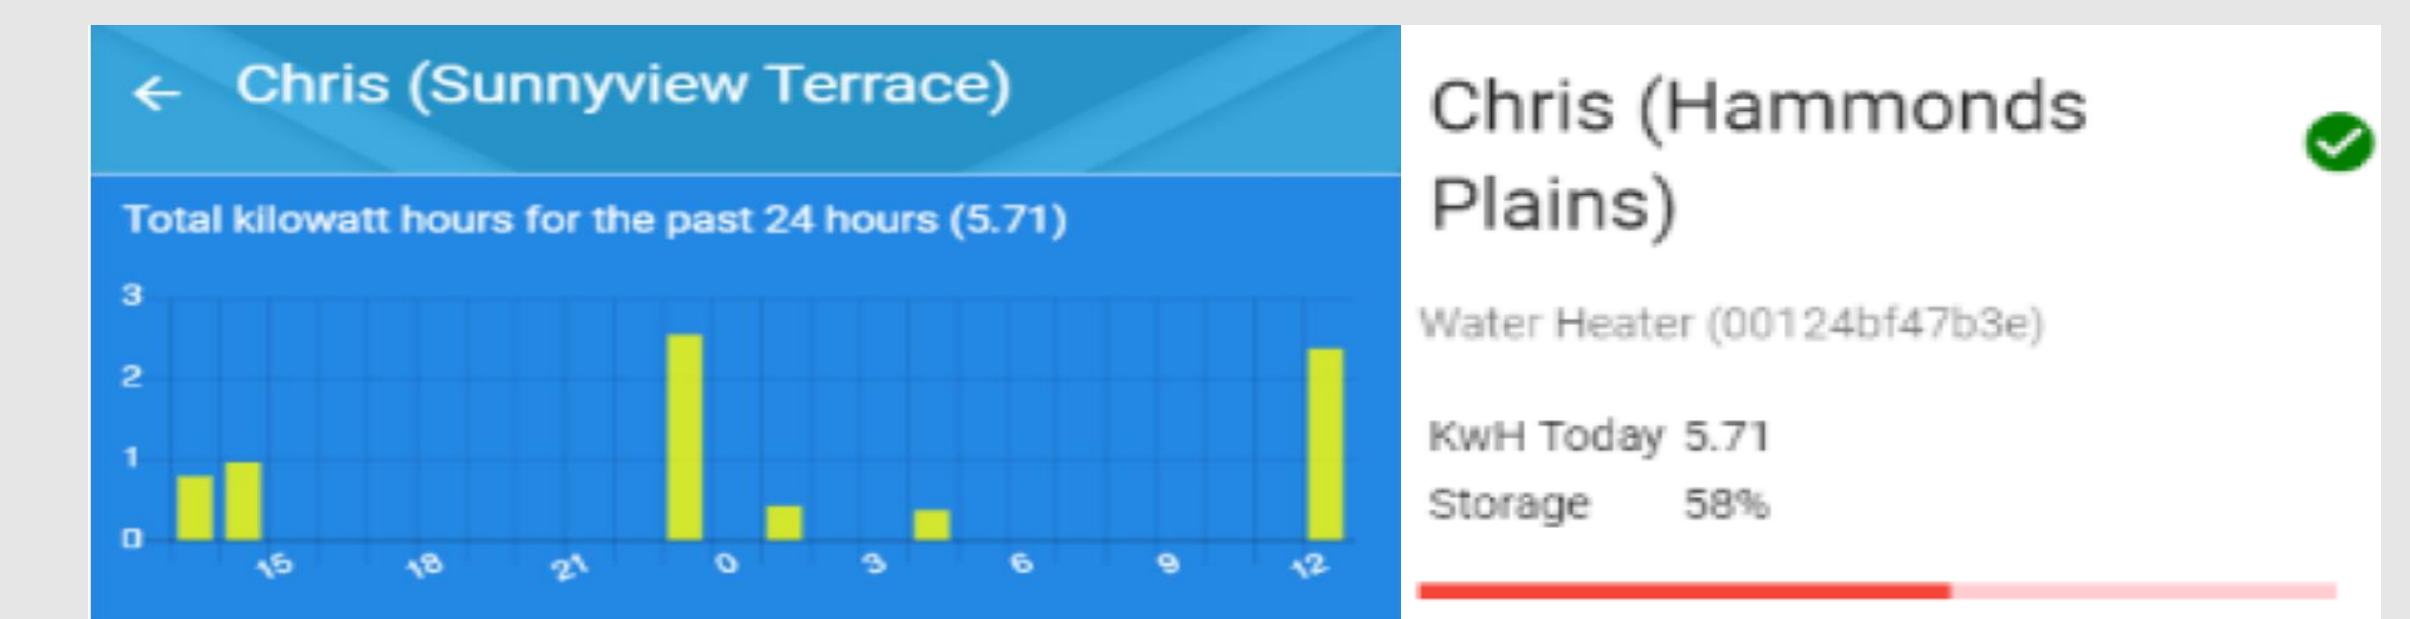 Chris (Sunnyview Terrace)
Total kilowatt hours for the past 24 hours (5.71)
3
2
1
0
15 18 21 0 3 6 9 12
Chris (Hammonds
Plains)
Water Heater (00124bf47b3e)
KwH Today 5.71
Storage 58%